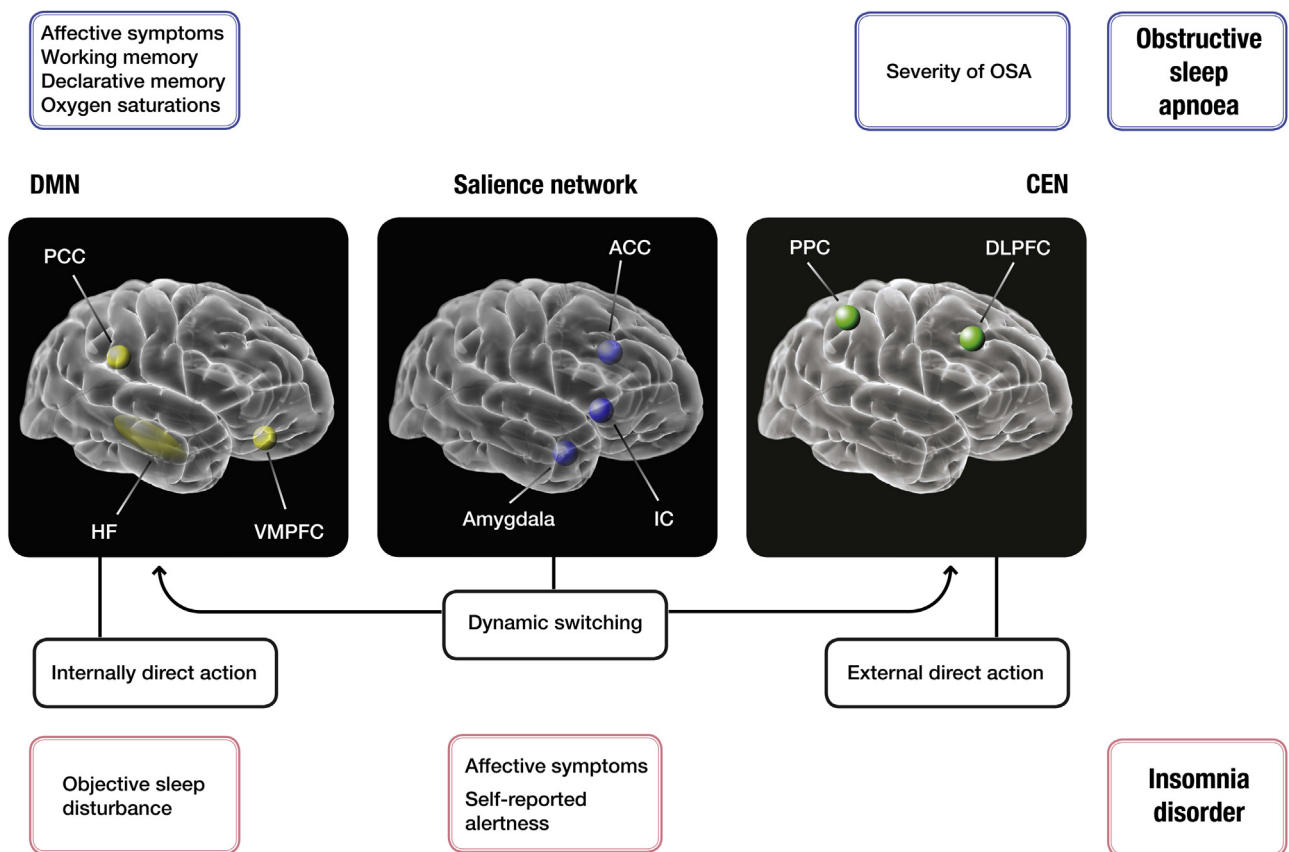 Affective symptoms
Working memory
Declarative memory
Oxygen saturations
Severity of OSA
Obstructive
sleep
apnoea
DMN
Salience network
CEN
PCC
HF
VMPFC
ACC
Amygdala
IC
PPC
DLPFC
Dynamic switching
Internally direct action
External direct action
Objective sleep
disturbance
Affective symptoms
Self-reported
alertness
Insomnia
disorder